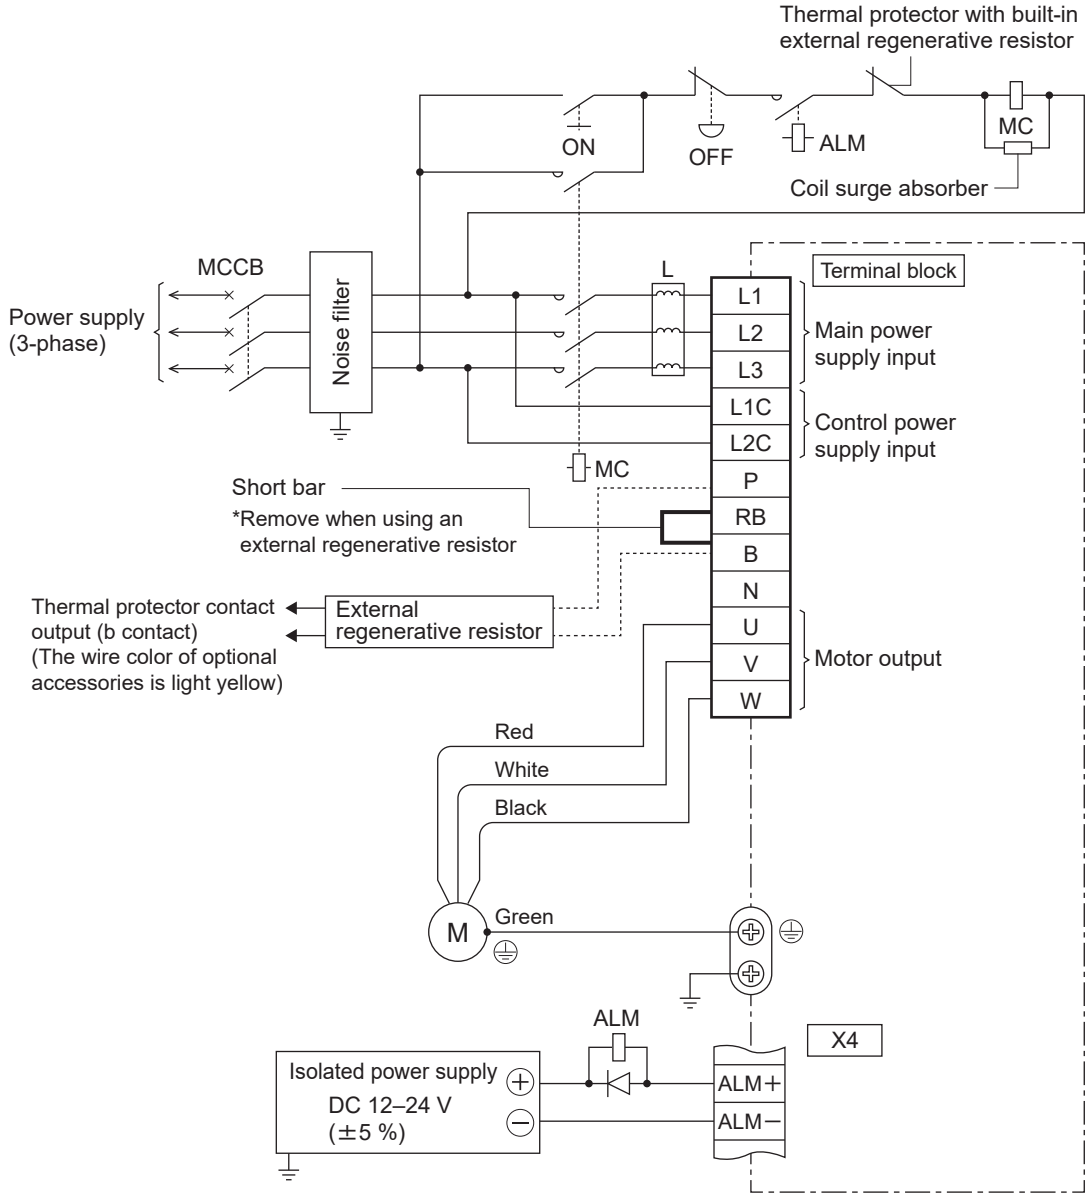 Thermal protector with built-in
external regenerative resistor
ON
OFF
ALM
MC
Coil surge absorber
MCCB
L
Terminal block
Power supply
(3-phase)
Noise filter
L1
L2
L3
Main power
supply input
L1C
L2C
Control power
supply input
MC
P
Short bar
*Remove when using an
external regenerative resistor
RB
B
N
Thermal protector contact
output (b contact)
(The wire color of optional
accessories is light yellow)
External
regenerative resistor
U
V
W
Motor output
Red
White
Black
M
Green
ALM
X4
Isolated power supply
DC 12–24 V
(±5 %)
+
−
ALM+
ALM−